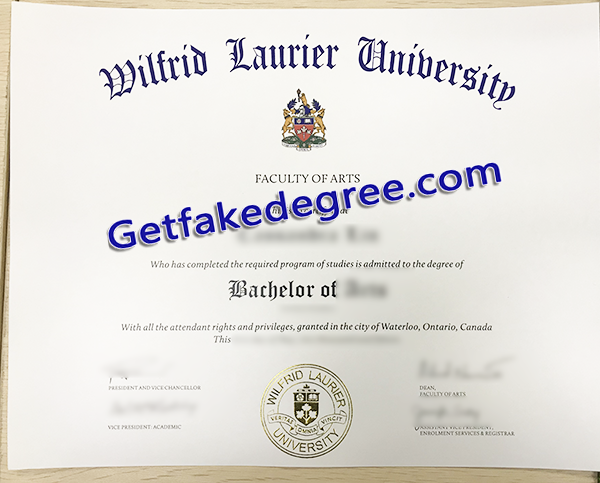 Wilfrid Laurier University
FACULTY OF ARTS
Getfakedegree.com
Who has completed the required program of studies is admitted to the degree of
Bachelor of
With all the attendant rights and privileges, granted in the city of Waterloo, Ontario, Canada
This
PRESIDENT AND VICE CHANCELLOR
DEAN,
FACULTY OF ARTS
VICE PRESIDENT: ACADEMIC
ASSISTANT VICE PRESIDENT,
ENROLMENT SERVICES & REGISTRAR
WILFRID LAURIER
VERITAS OMNIA VINCIT
UNIVERSITY